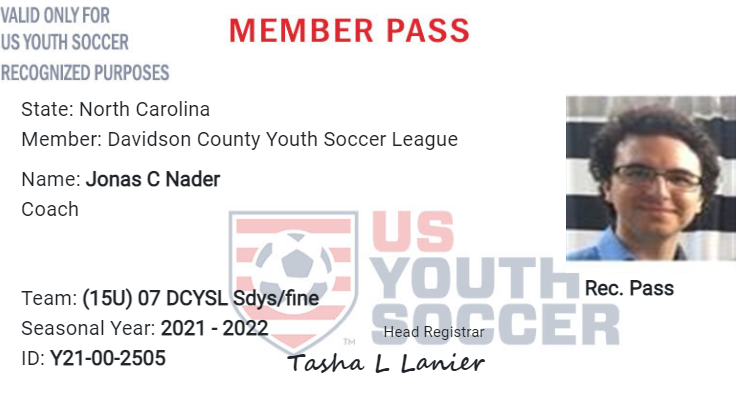 VALID ONLY FOR
US YOUTH SOCCER
RECOGNIZED PURPOSES
MEMBER PASS
State: North Carolina
Member: Davidson County Youth Soccer League
Name: Jonas C Nader
Coach
US
YOUTH
SOCCER
TM
Rec. Pass
Team: (15U) 07 DCYSL Sdys/fine
Seasonal Year: 2021 - 2022
Head Registrar
ID: Y21-00-2505
Tasha L Lanier